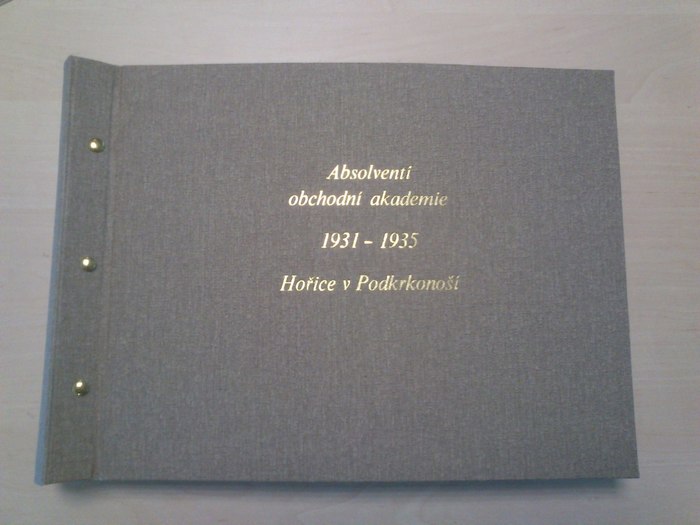 Absolventi
obchodní akademie
1931 - 1935
Hořice v Podkrkonoší